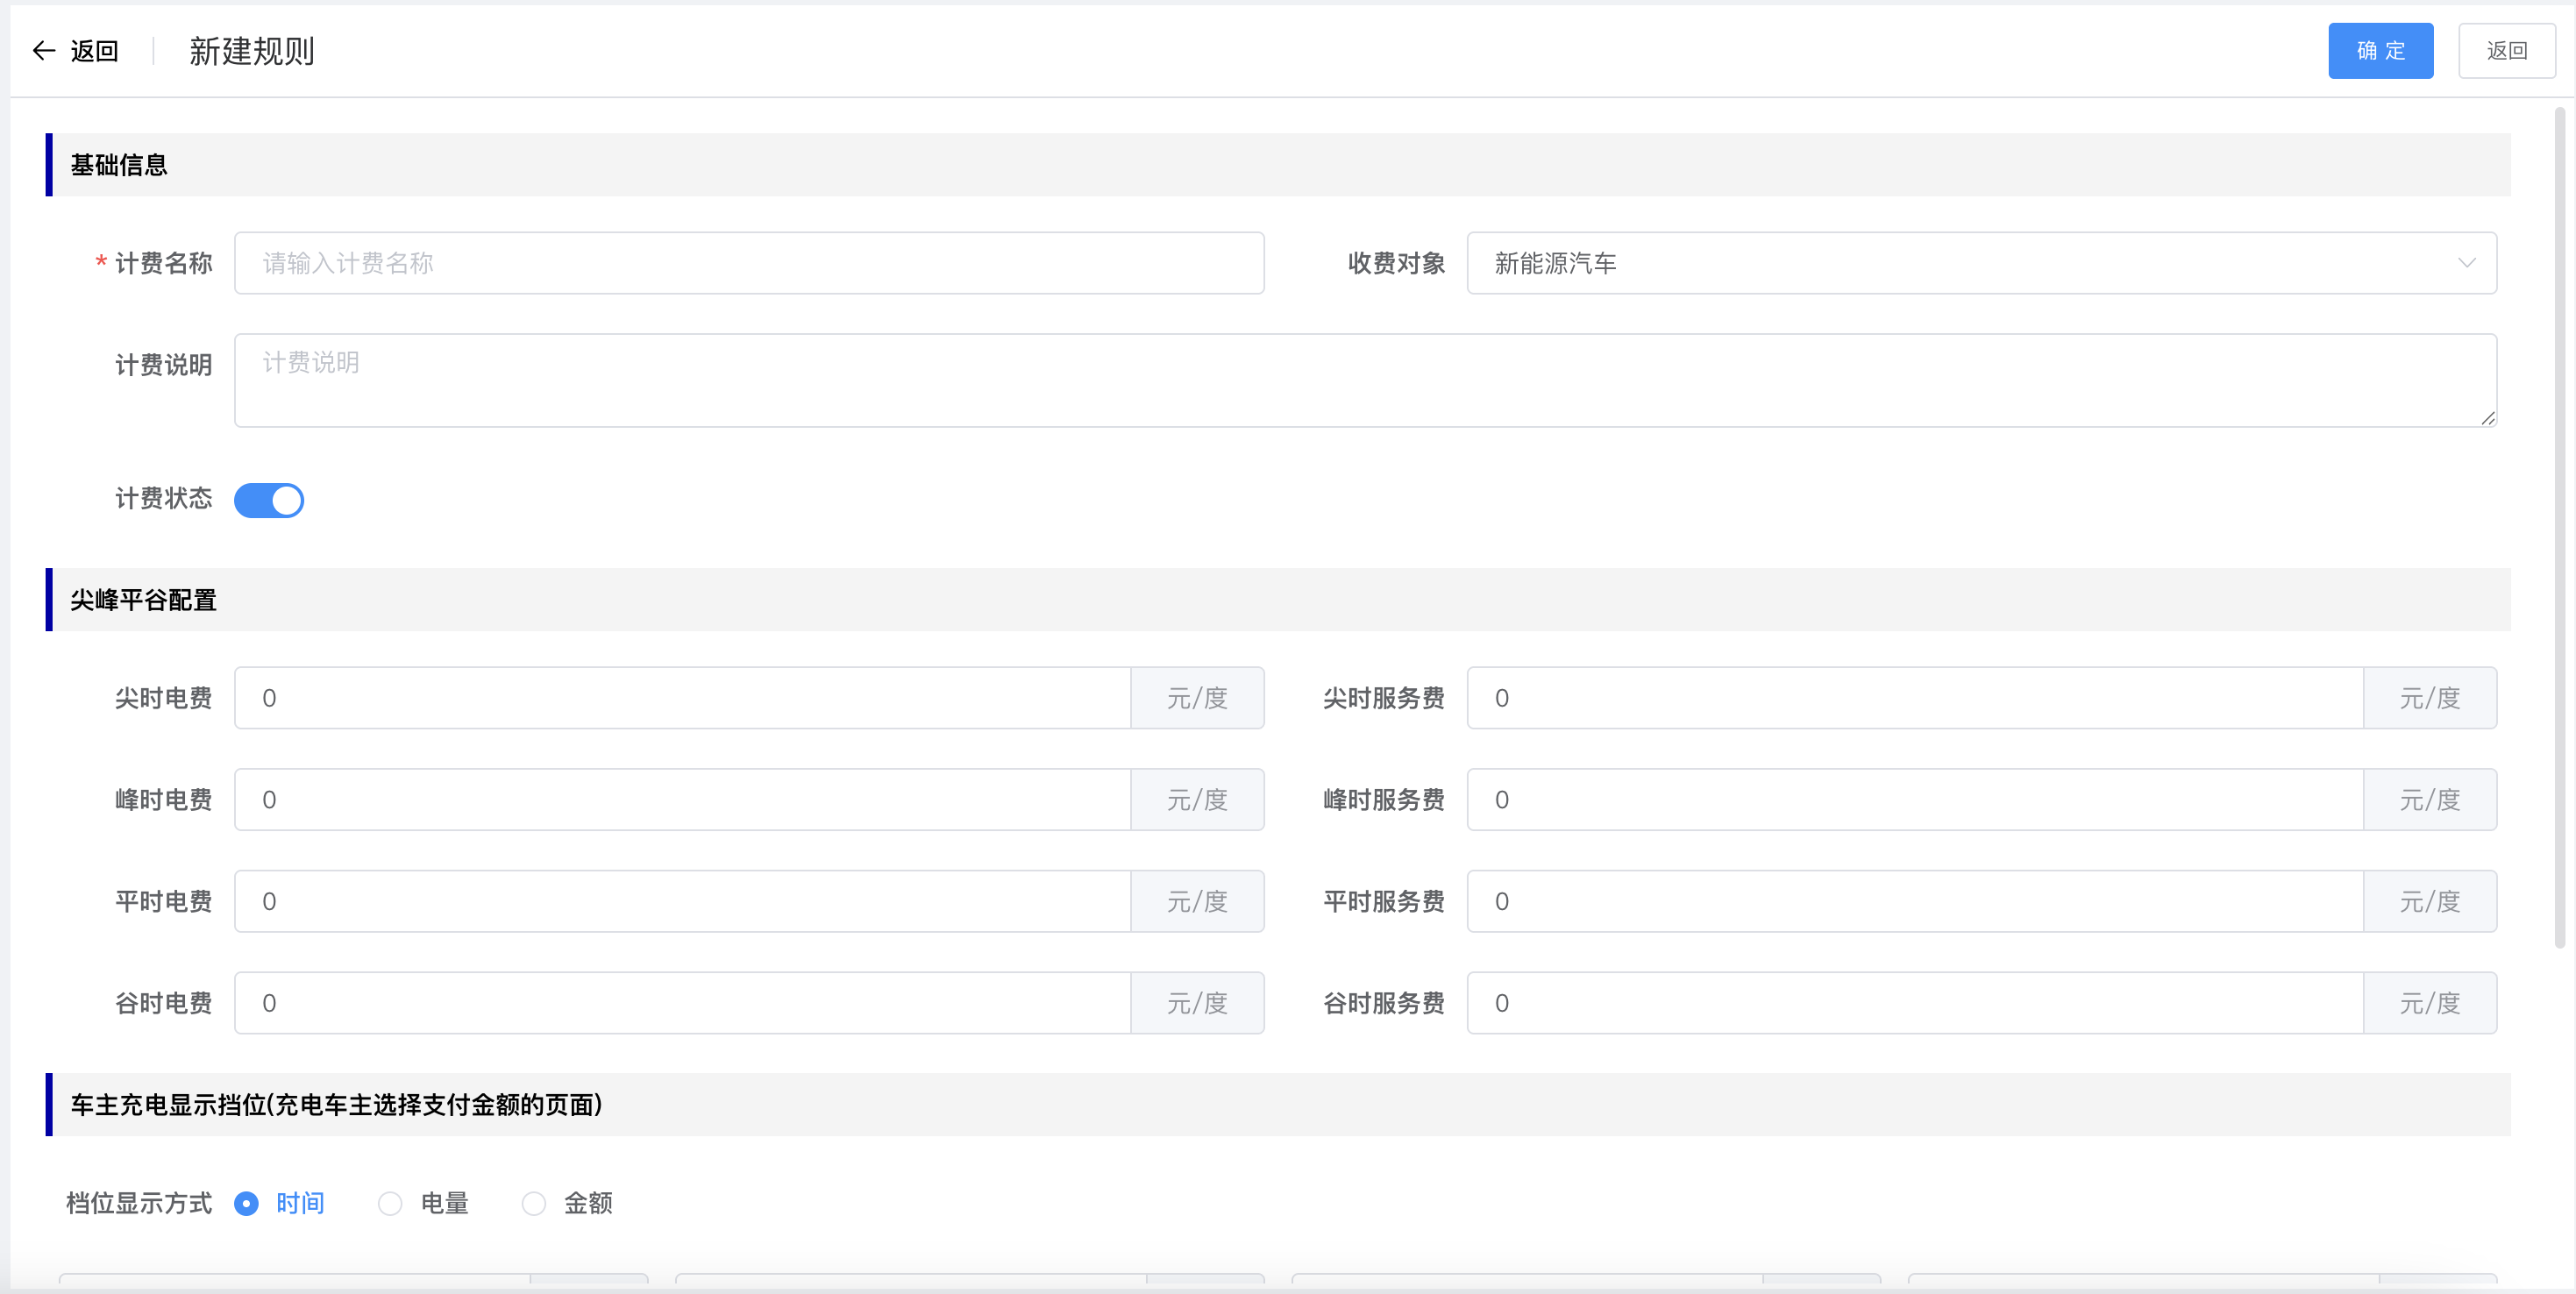 返回 新建规则 确 定 返回
基础信息
* 计费名称 请输入计费名称 收费对象 新能源汽车
计费说明 计费说明
计费状态
尖峰平谷配置
尖时电费 0 元/度 尖时服务费 0 元/度
峰时电费 0 元/度 峰时服务费 0 元/度
平时电费 0 元/度 平时服务费 0 元/度
谷时电费 0 元/度 谷时服务费 0 元/度
车主充电显示挡位(充电车主选择支付金额的页面)
档位显示方式 时间 电量 金额